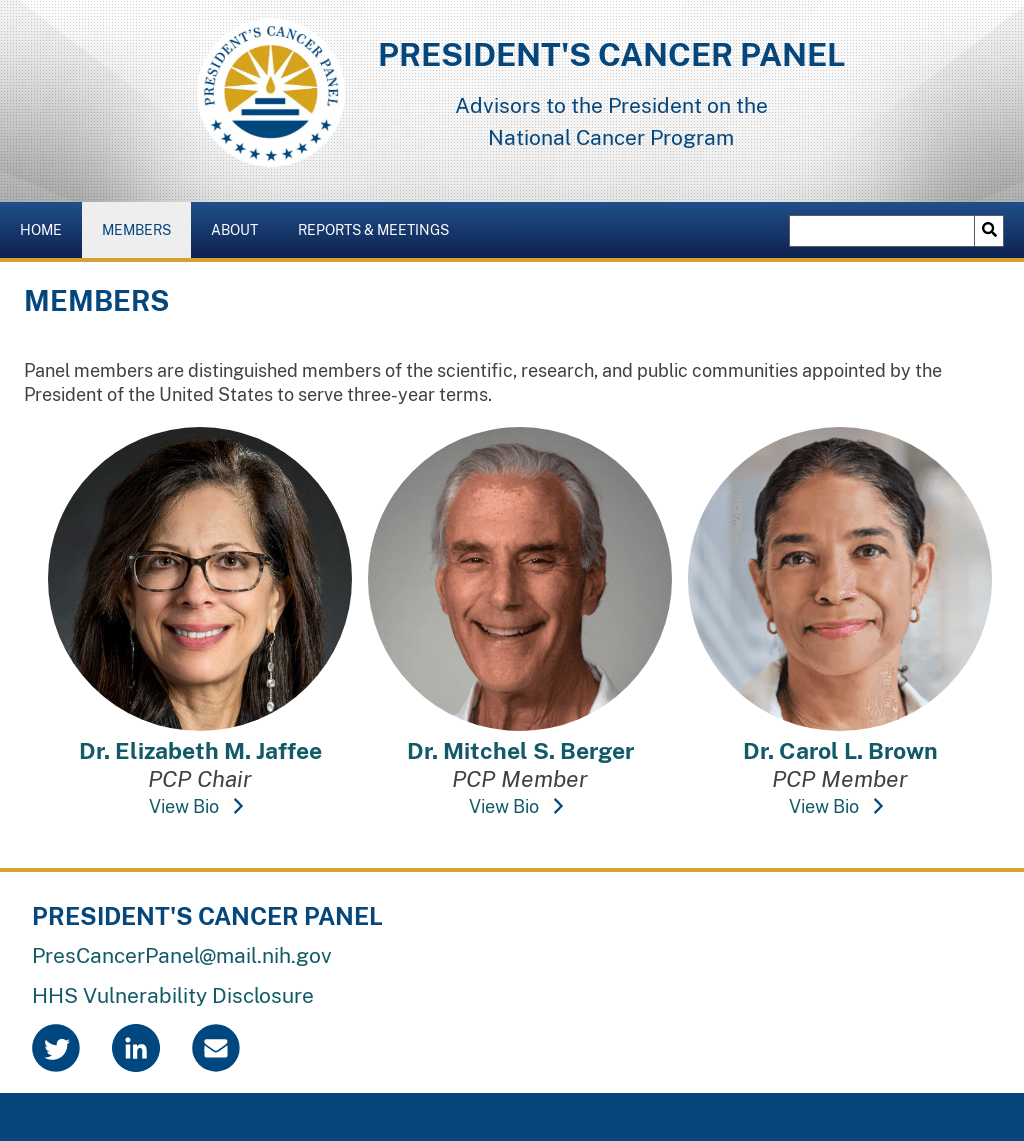 PRESIDENT'S CANCER PANEL
PRESIDENT'S CANCER PANEL
Advisors to the President on the
National Cancer Program
HOME MEMBERS ABOUT REPORTS & MEETINGS
MEMBERS
Panel members are distinguished members of the scientific, research, and public communities appointed by the
President of the United States to serve three-year terms.
Dr. Elizabeth M. Jaffee
PCP Chair
View Bio
Dr. Mitchel S. Berger
PCP Member
View Bio
Dr. Carol L. Brown
PCP Member
View Bio
PRESIDENT'S CANCER PANEL
PresCancerPanel@mail.nih.gov
HHS Vulnerability Disclosure
in